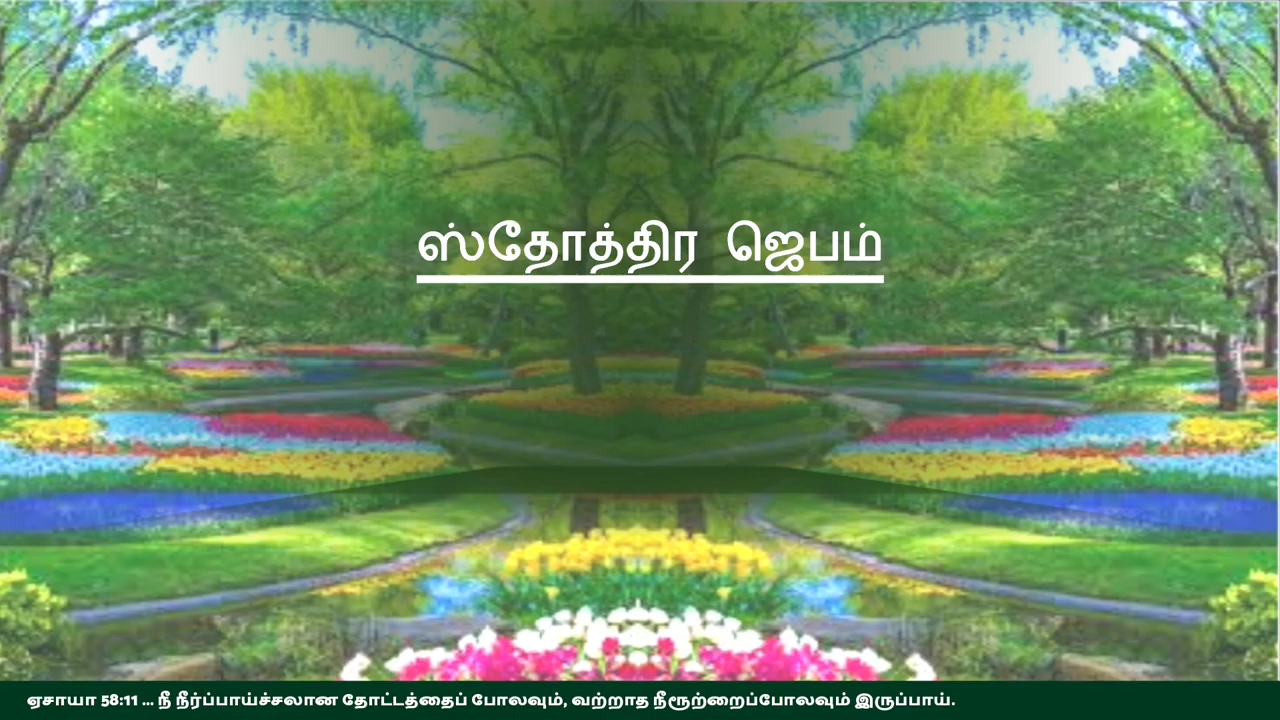 ஸ்தோத்திர ஜெபம்
ஏசாயா 58:11 ... நீ நீர்ப்பாய்ச்சலான தோட்டத்தைப் போலவும், வற்றாத நீரூற்றைப்போலவும் இருப்பாய்.